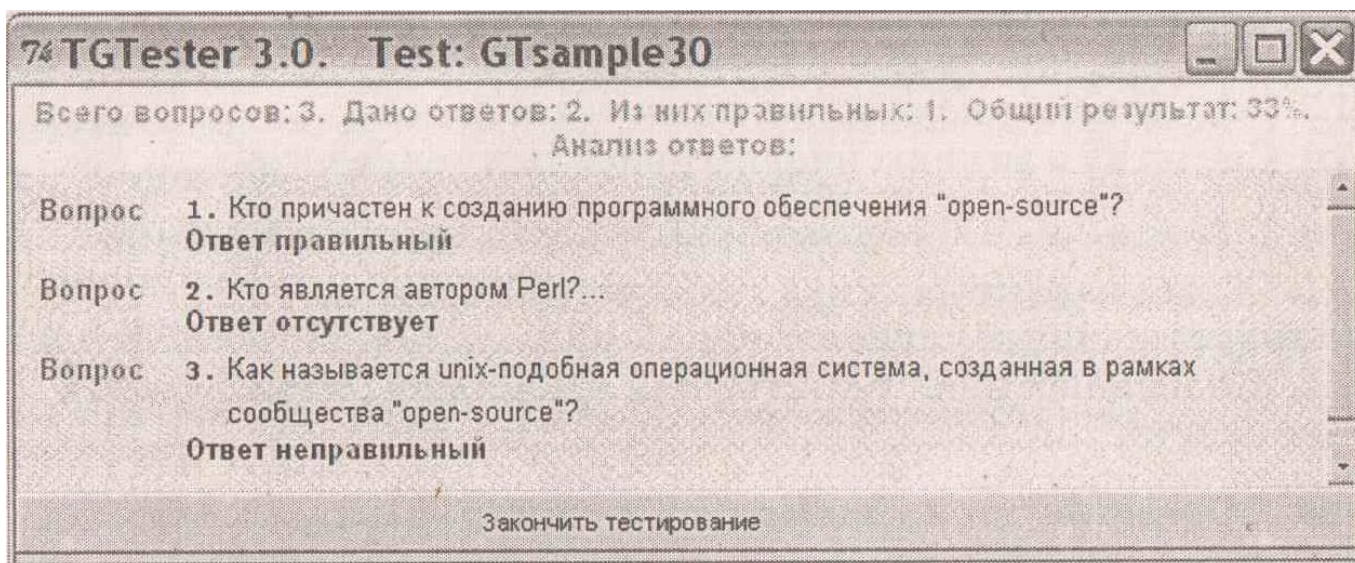 TGTester 3.0. Test: GTsample30
Всего вопросов: 3. Дано ответов: 2. Из них правильных: 1. Общий результат: 33%.
Анализ ответов:
Вопрос 1. Кто причастен к созданию программного обеспечения "open-source"?
Ответ правильный
Вопрос 2. Кто является автором Perl?...
Ответ отсутствует
Вопрос 3. Как называется unix-подобная операционная система, созданная в рамках
сообщества "open-source"?
Ответ неправильный
Закончить тестирование